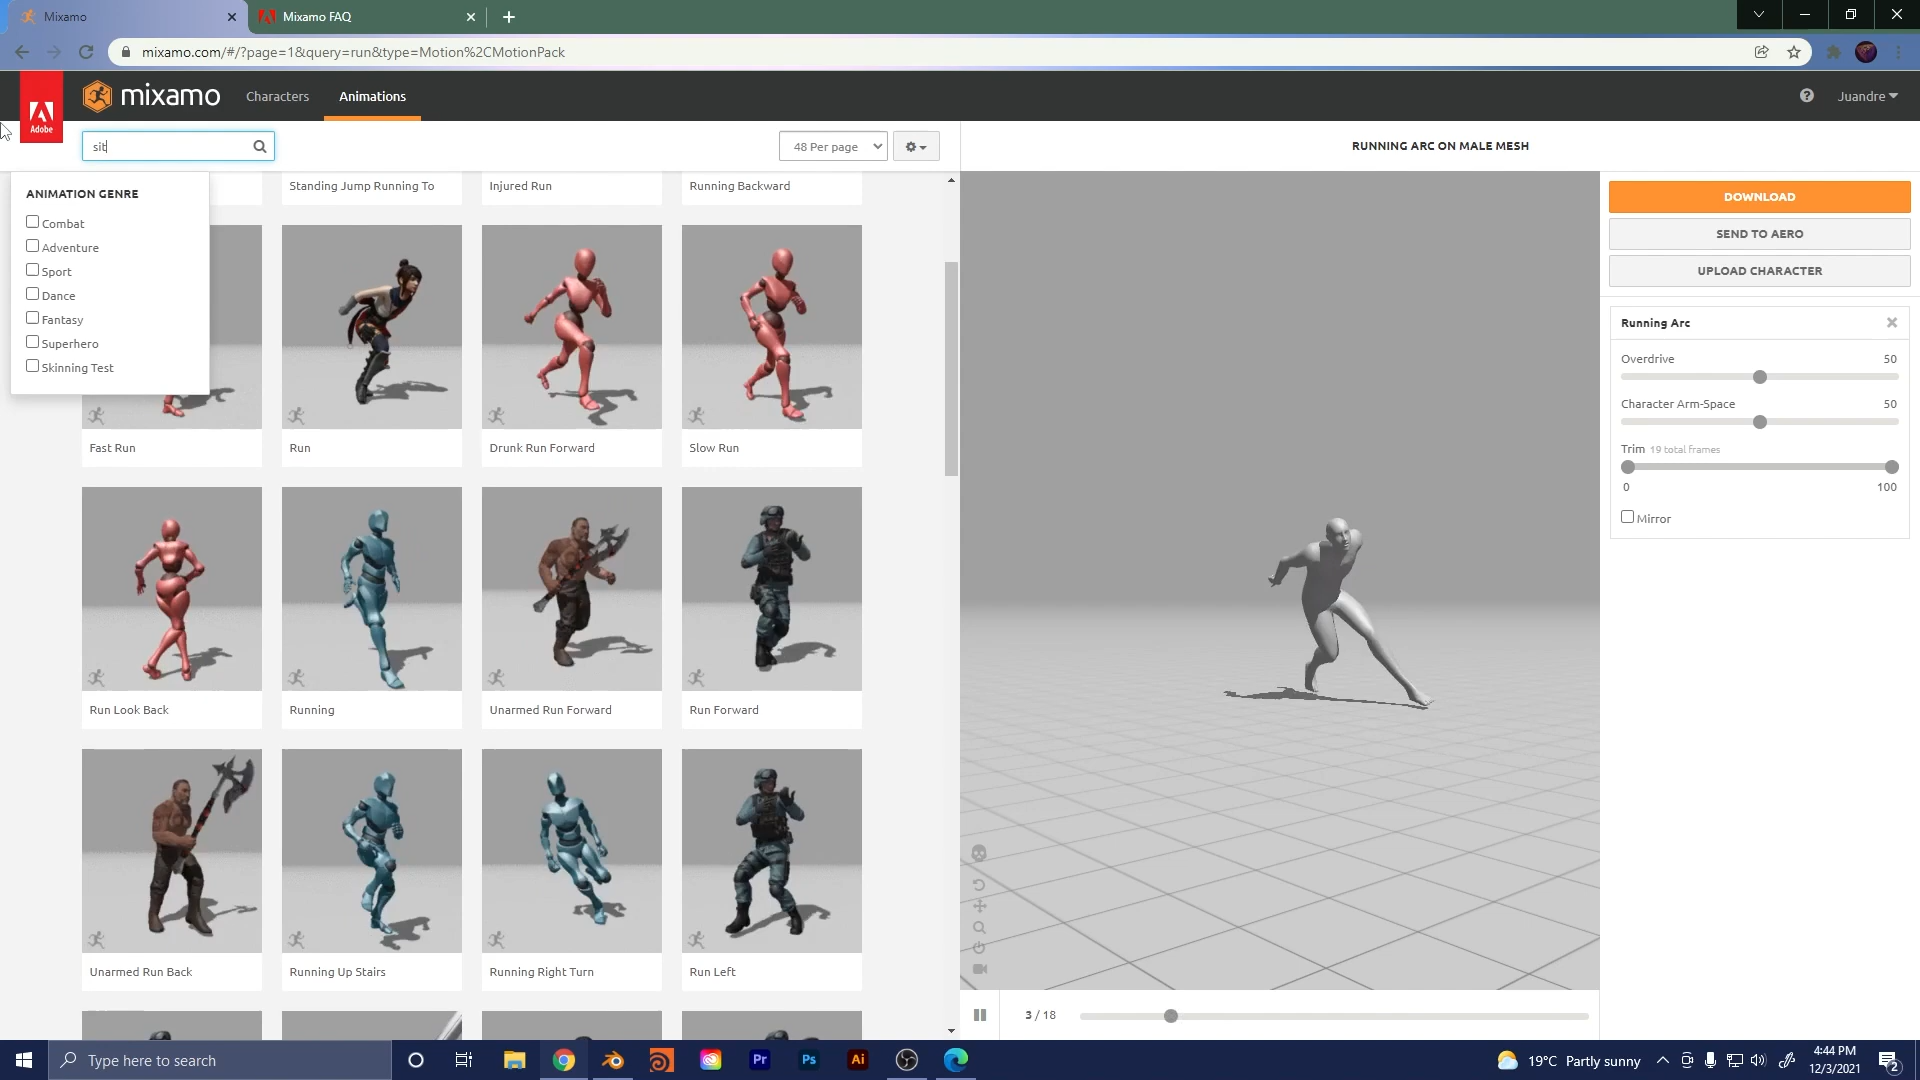 Mixamo
Mixamo FAQ
mixamo.com/#/?page=1&query=run&type=Motion%2CMotionPack
Adobe
mixamo
Characters
Animations
Juandre
sit
48 Per page
RUNNING ARC ON MALE MESH
ANIMATION GENRE
Combat
Adventure
Sport
Dance
Fantasy
Superhero
Skinning Test
Standing Jump Running To
Injured Run
Running Backward
Fast Run
Run
Drunk Run Forward
Slow Run
Run Look Back
Running
Unarmed Run Forward
Run Forward
Unarmed Run Back
Running Up Stairs
Running Right Turn
Run Left
DOWNLOAD
SEND TO AERO
UPLOAD CHARACTER
Running Arc
Overdrive 50
Character Arm-Space 50
Trim 19 total frames
0 100
Mirror
3 / 18
Type here to search
Pr
Ps
Ai
19°C Partly sunny
4:44 PM
12/3/2021
2